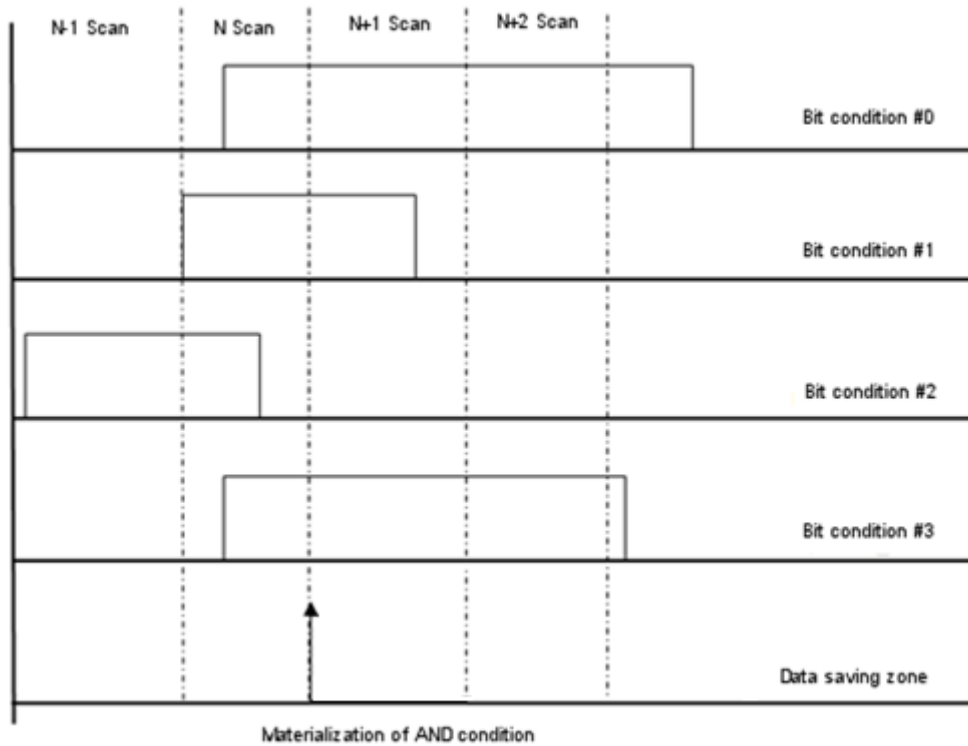 N-1 Scan
N Scan
N+1 Scan
N+2 Scan
Bit condition #0
Bit condition #1
Bit condition #2
Bit condition #3
Data saving zone
Materialization of AND condition